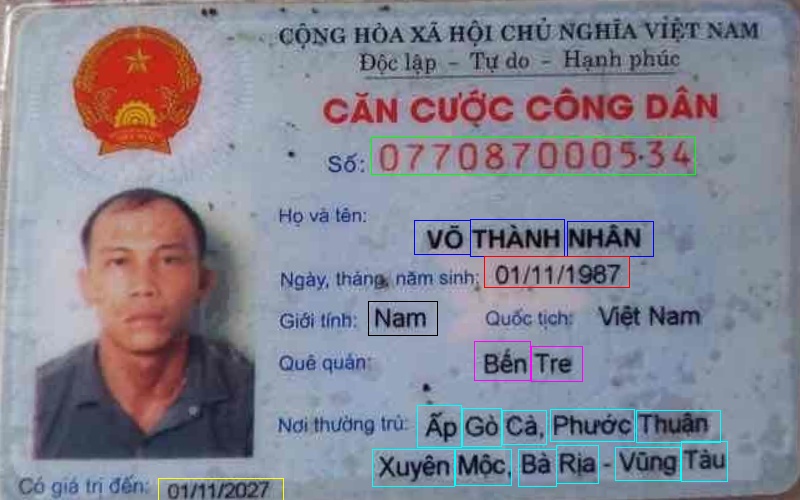 CỘNG HÒA XÃ HỘI CHỦ NGHĨA VIỆT NAM
Độc lập - Tự do - Hạnh phúc
CĂN CƯỚC CÔNG DÂN
Số: 077087000534
Họ và tên:
VÕ THÀNH NHÂN
Ngày, tháng, năm sinh: 01/11/1987
Giới tính: Nam Quốc tịch: Việt Nam
Quê quán: Bến Tre
Nơi thường trú: Ấp Gò Cà, Phước Thuận
Xuyên Mộc, Bà Rịa - Vũng Tàu
Có giá trị đến: 01/11/2027